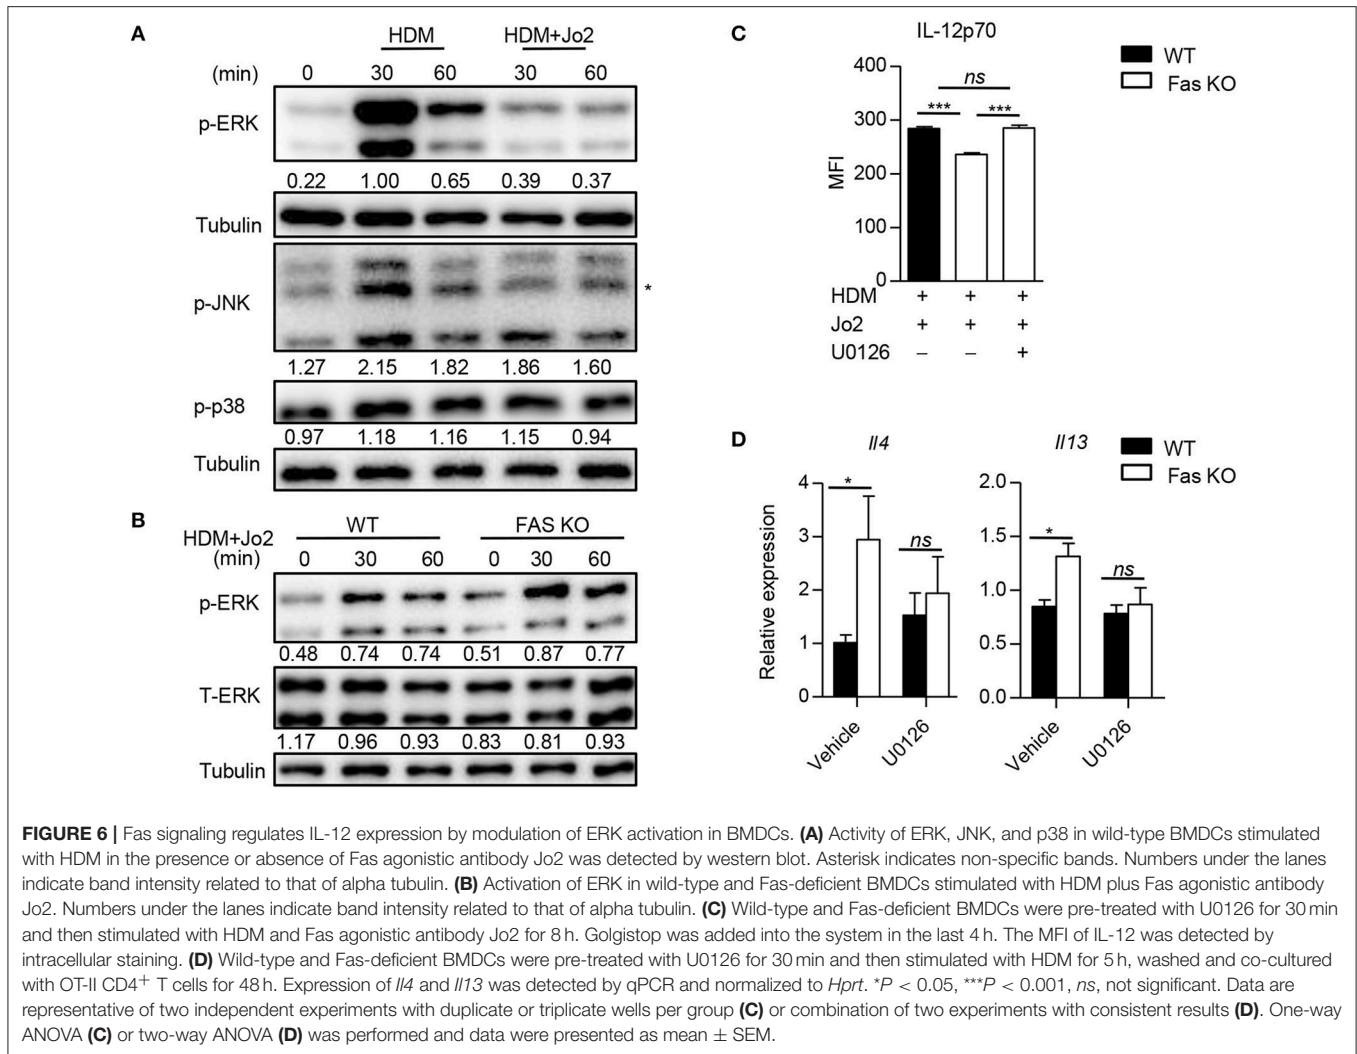 A
HDM HDM+Jo2
(min) 0 30 60 30 60
p-ERK
0.22 1.00 0.65 0.39 0.37
Tubulin
p-JNK *
1.27 2.15 1.82 1.86 1.60
p-p38
0.97 1.18 1.16 1.15 0.94
Tubulin
B
WT FAS KO
HDM+Jo2
(min) 0 30 60 0 30 60
p-ERK
0.48 0.74 0.74 0.51 0.87 0.77
T-ERK
1.17 0.96 0.93 0.83 0.81 0.93
Tubulin
C
IL-12p70
WT
Fas KO
400
300
200
100
0
MFI
ns
*** ***
HDM + + +
Jo2 + + +
U0126 – – +
D
Il4 Il13
WT
Fas KO
Relative expression
4
3
2
1
0
* ns
2.0
1.5
1.0
0.5
0.0
* ns
Vehicle U0126 Vehicle U0126
FIGURE 6 | Fas signaling regulates IL-12 expression by modulation of ERK activation in BMDCs. (A) Activity of ERK, JNK, and p38 in wild-type BMDCs stimulated
with HDM in the presence or absence of Fas agonistic antibody Jo2 was detected by western blot. Asterisk indicates non-specific bands. Numbers under the lanes
indicate band intensity related to that of alpha tubulin. (B) Activation of ERK in wild-type and Fas-deficient BMDCs stimulated with HDM plus Fas agonistic antibody
Jo2. Numbers under the lanes indicate band intensity related to that of alpha tubulin. (C) Wild-type and Fas-deficient BMDCs were pre-treated with U0126 for 30 min
and then stimulated with HDM and Fas agonistic antibody Jo2 for 8 h. Golgistop was added into the system in the last 4 h. The MFI of IL-12 was detected by
intracellular staining. (D) Wild-type and Fas-deficient BMDCs were pre-treated with U0126 for 30 min and then stimulated with HDM for 5 h, washed and co-cultured
with OT-II CD4+ T cells for 48 h. Expression of Il4 and Il13 was detected by qPCR and normalized to Hprt. *P < 0.05, ***P < 0.001, ns, not significant. Data are
representative of two independent experiments with duplicate or triplicate wells per group (C) or combination of two experiments with consistent results (D). One-way
ANOVA (C) or two-way ANOVA (D) was performed and data were presented as mean ± SEM.